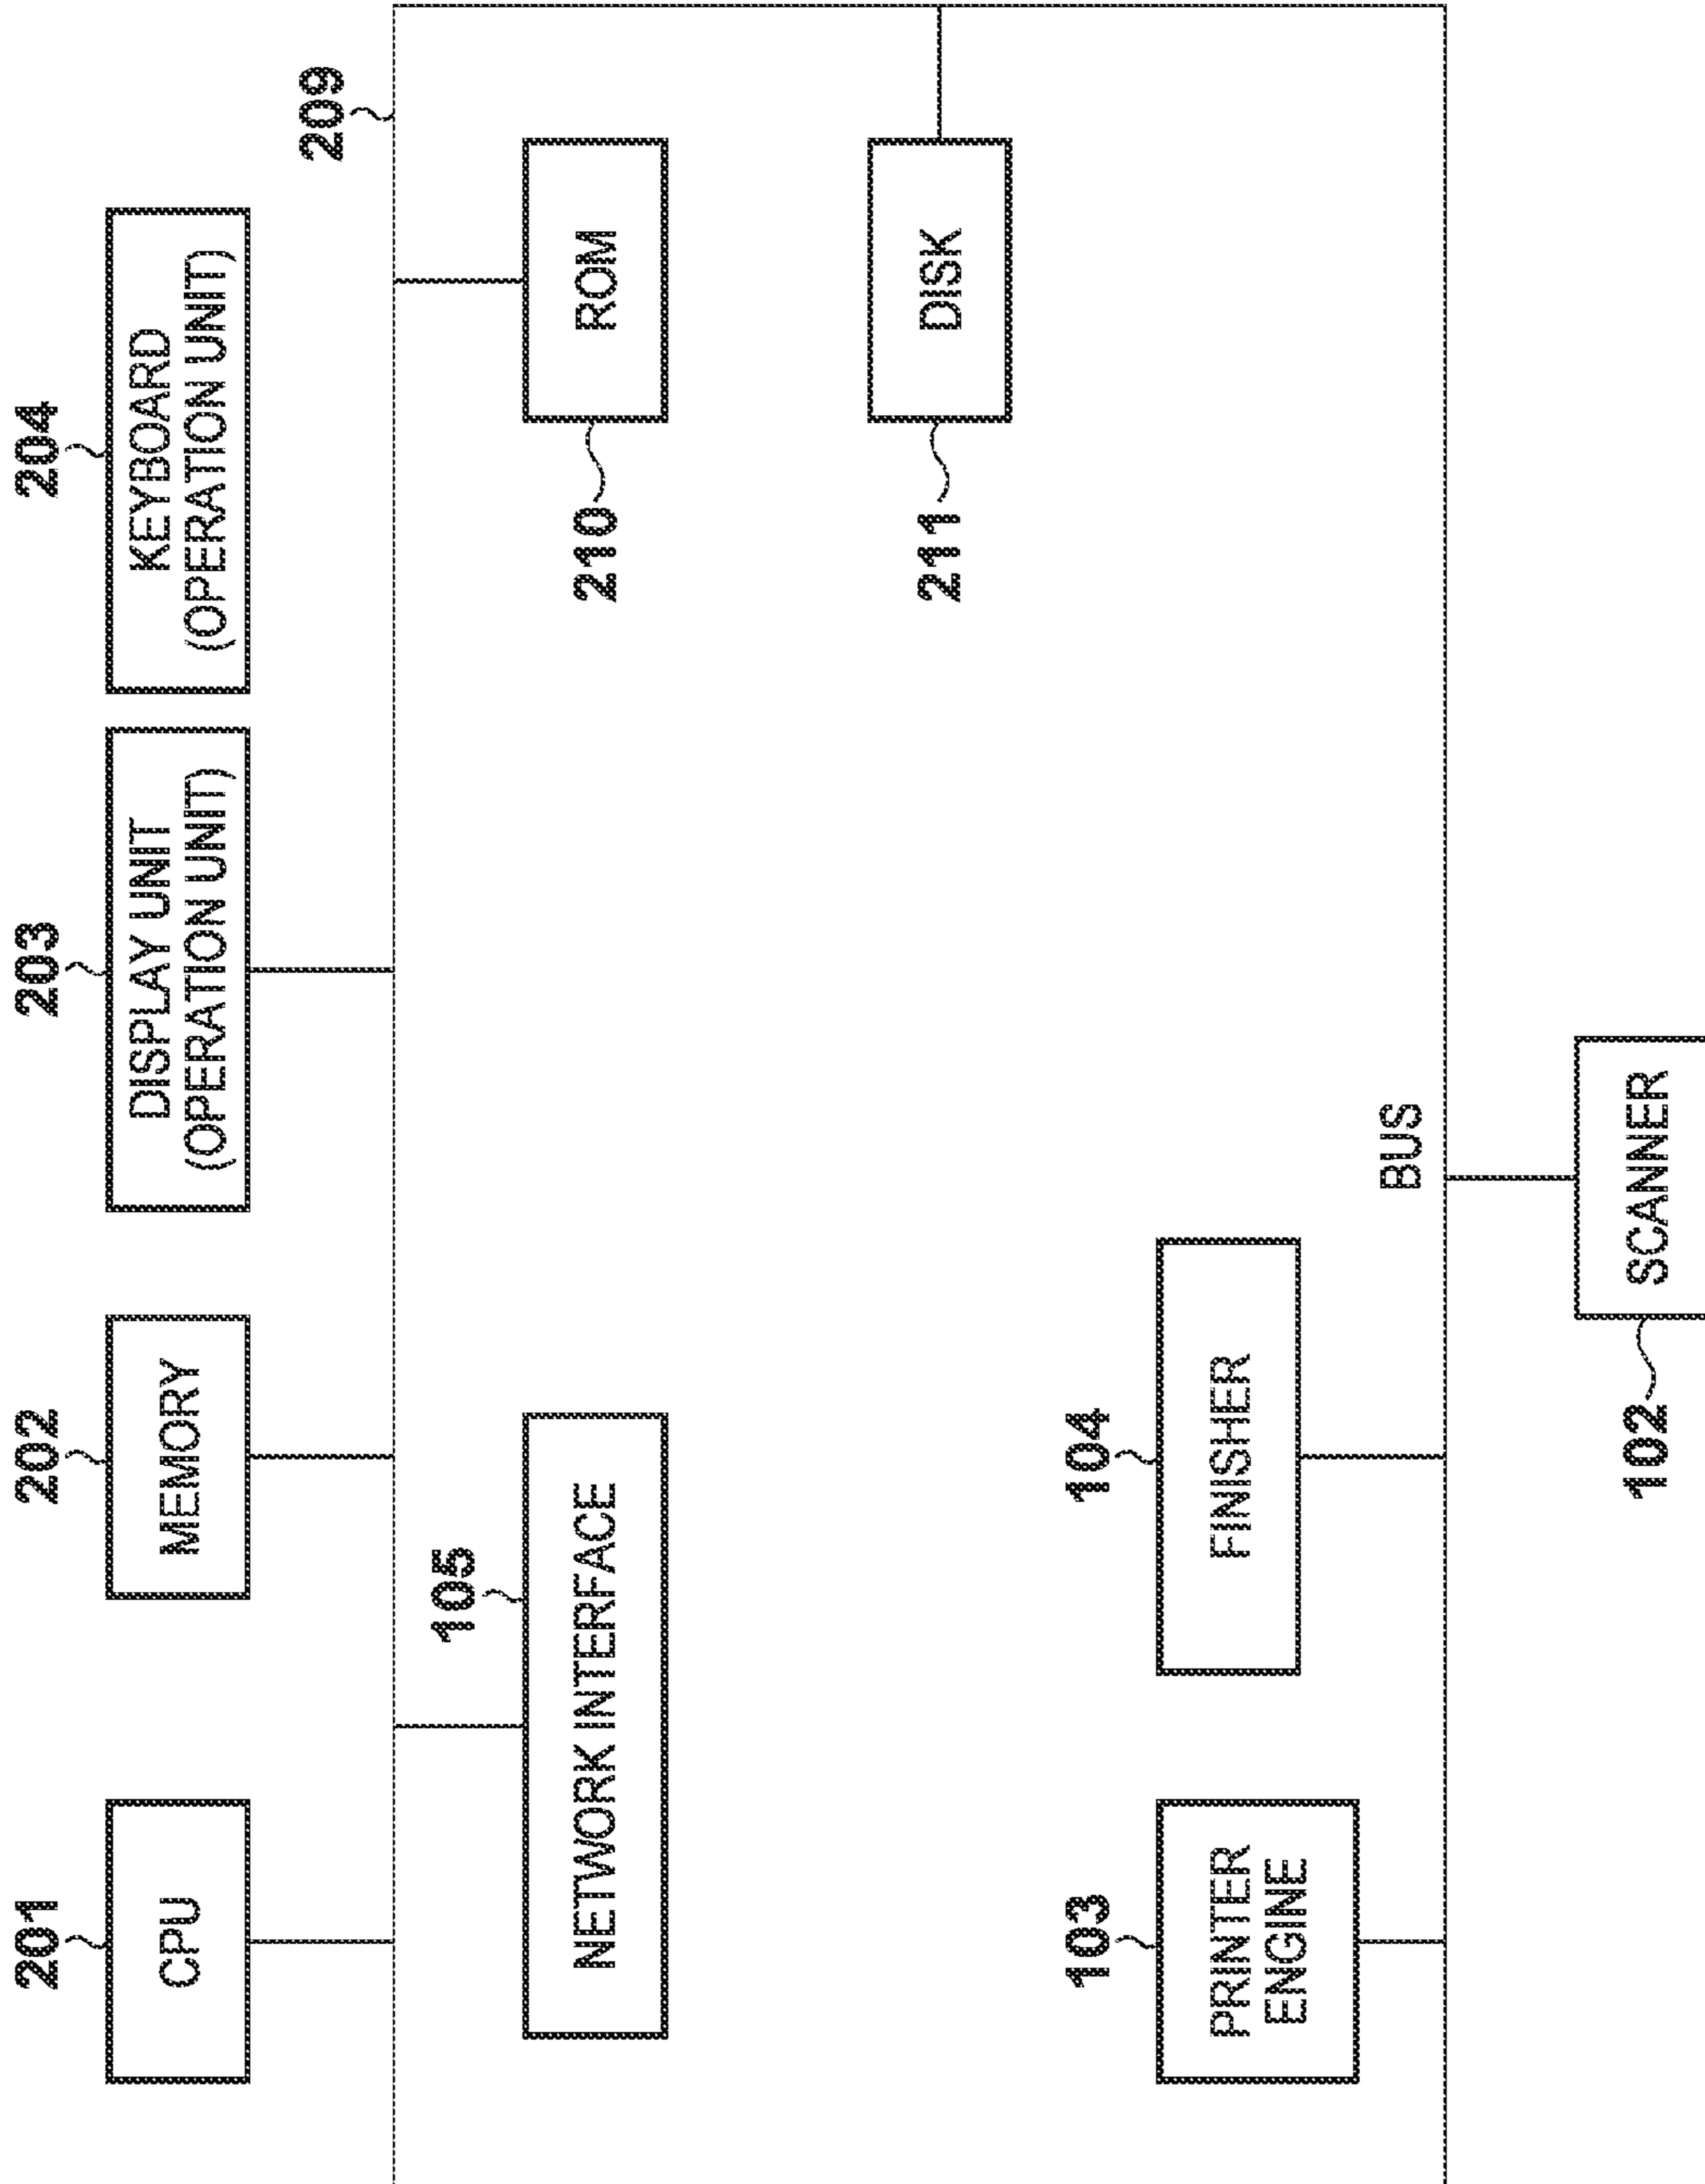 201
CPU
202
MEMORY
203
DISPLAY UNIT
(OPERATION UNIT)
204
KEYBOARD
(OPERATION UNIT)
209
105
NETWORK INTERFACE
210
ROM
211
DISK
103
PRINTER
ENGINE
104
FINISHER
BUS
102
SCANNER